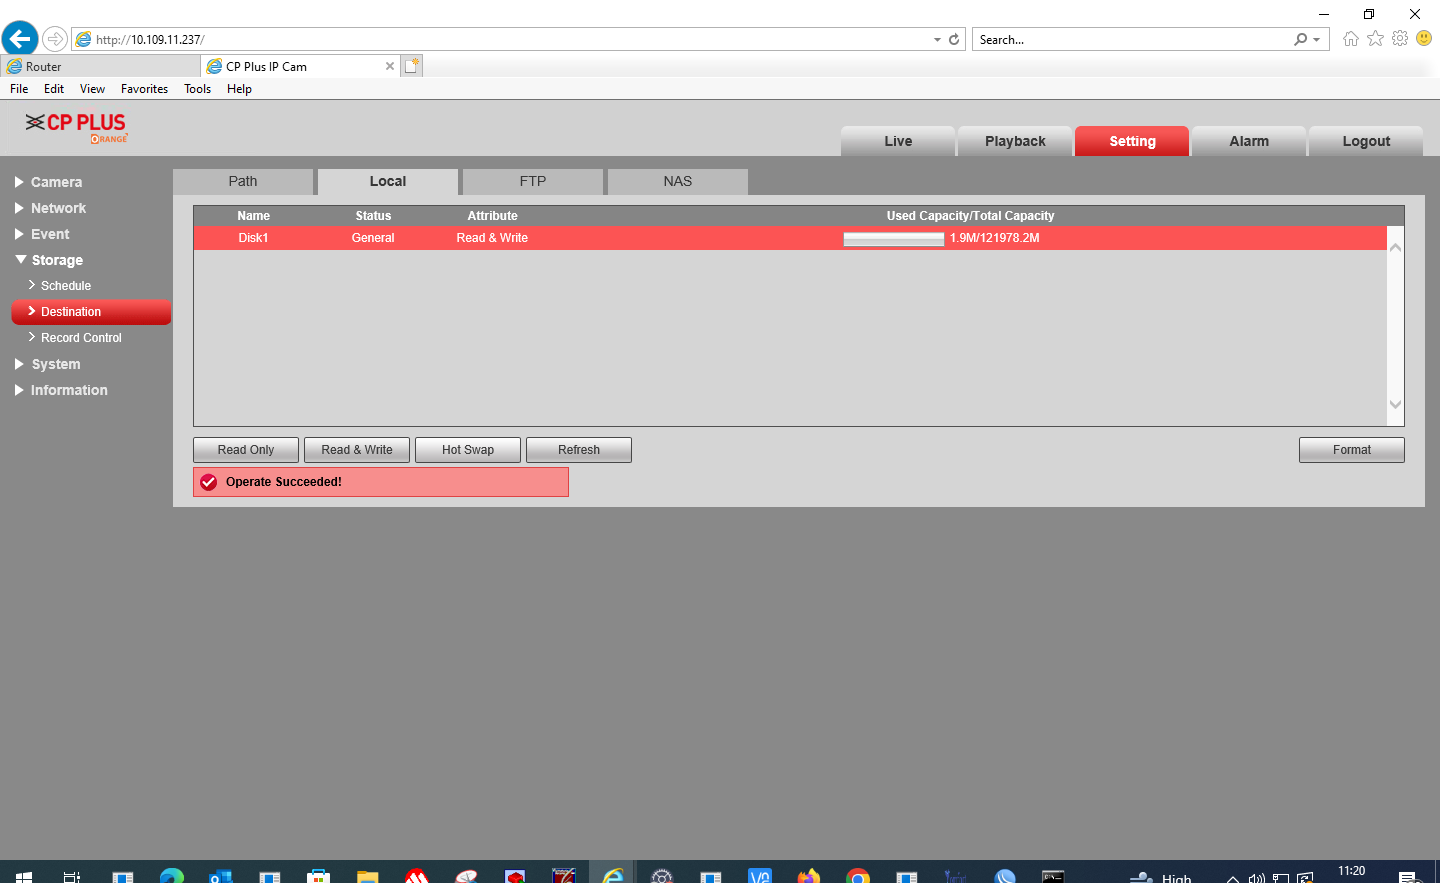 http://10.109.11.237/
Search...
Router
CP Plus IP Cam
File Edit View Favorites Tools Help
CP PLUS
ORANGE
Live Playback Setting Alarm Logout
Camera
Network
Event
Storage
Schedule
Destination
Record Control
System
Information
Path Local FTP NAS
Name Status Attribute Used Capacity/Total Capacity
Disk1 General Read & Write 1.9M/121978.2M
Read Only Read & Write Hot Swap Refresh Format
Operate Succeeded!
High
11:20